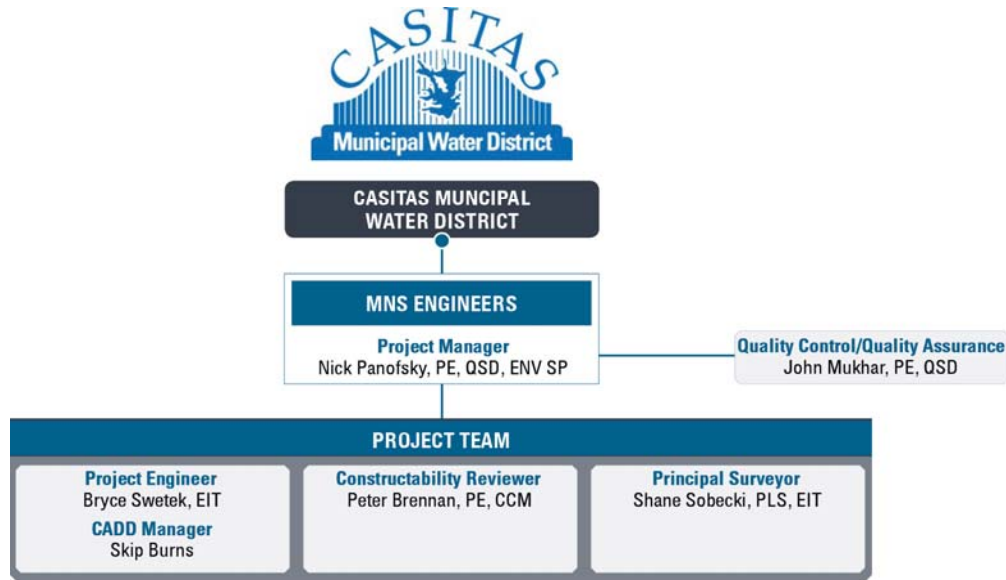 CASITAS
Municipal Water District
CASITAS MUNCIPAL
WATER DISTRICT
MNS ENGINEERS
Project Manager
Nick Panofsky, PE, QSD, ENV SP
Quality Control/Quality Assurance
John Mukhar, PE, QSD
PROJECT TEAM
Project Engineer
Bryce Swetek, EIT
CADD Manager
Skip Burns
Constructability Reviewer
Peter Brennan, PE, CCM
Principal Surveyor
Shane Sobecki, PLS, EIT